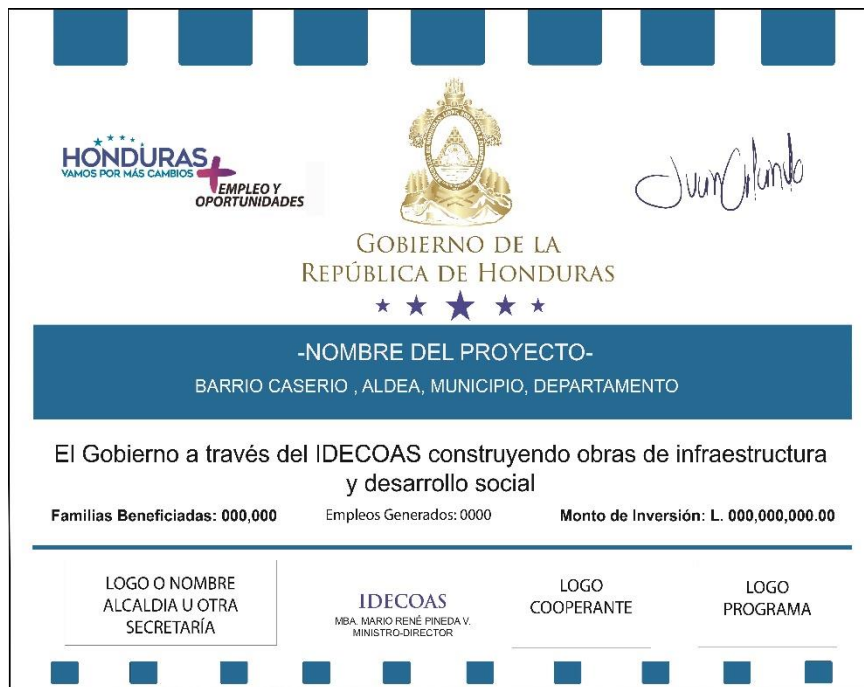 HONDURAS
VAMOS POR MÁS CAMBIOS
EMPLEO Y
OPORTUNIDADES
Juan Orlando
GOBIERNO DE LA
REPÚBLICA DE HONDURAS
-NOMBRE DEL PROYECTO-
BARRIO CASERIO , ALDEA, MUNICIPIO, DEPARTAMENTO
El Gobierno a través del IDECOAS construyendo obras de infraestructura
y desarrollo social
Familias Beneficiadas: 000,000 Empleos Generados: 0000 Monto de Inversión: L. 000,000,000.00
LOGO O NOMBRE
ALCALDIA U OTRA
SECRETARÍA
IDECOAS
MBA. MARIO RENÉ PINEDA V.
MINISTRO-DIRECTOR
LOGO
COOPERANTE
LOGO
PROGRAMA